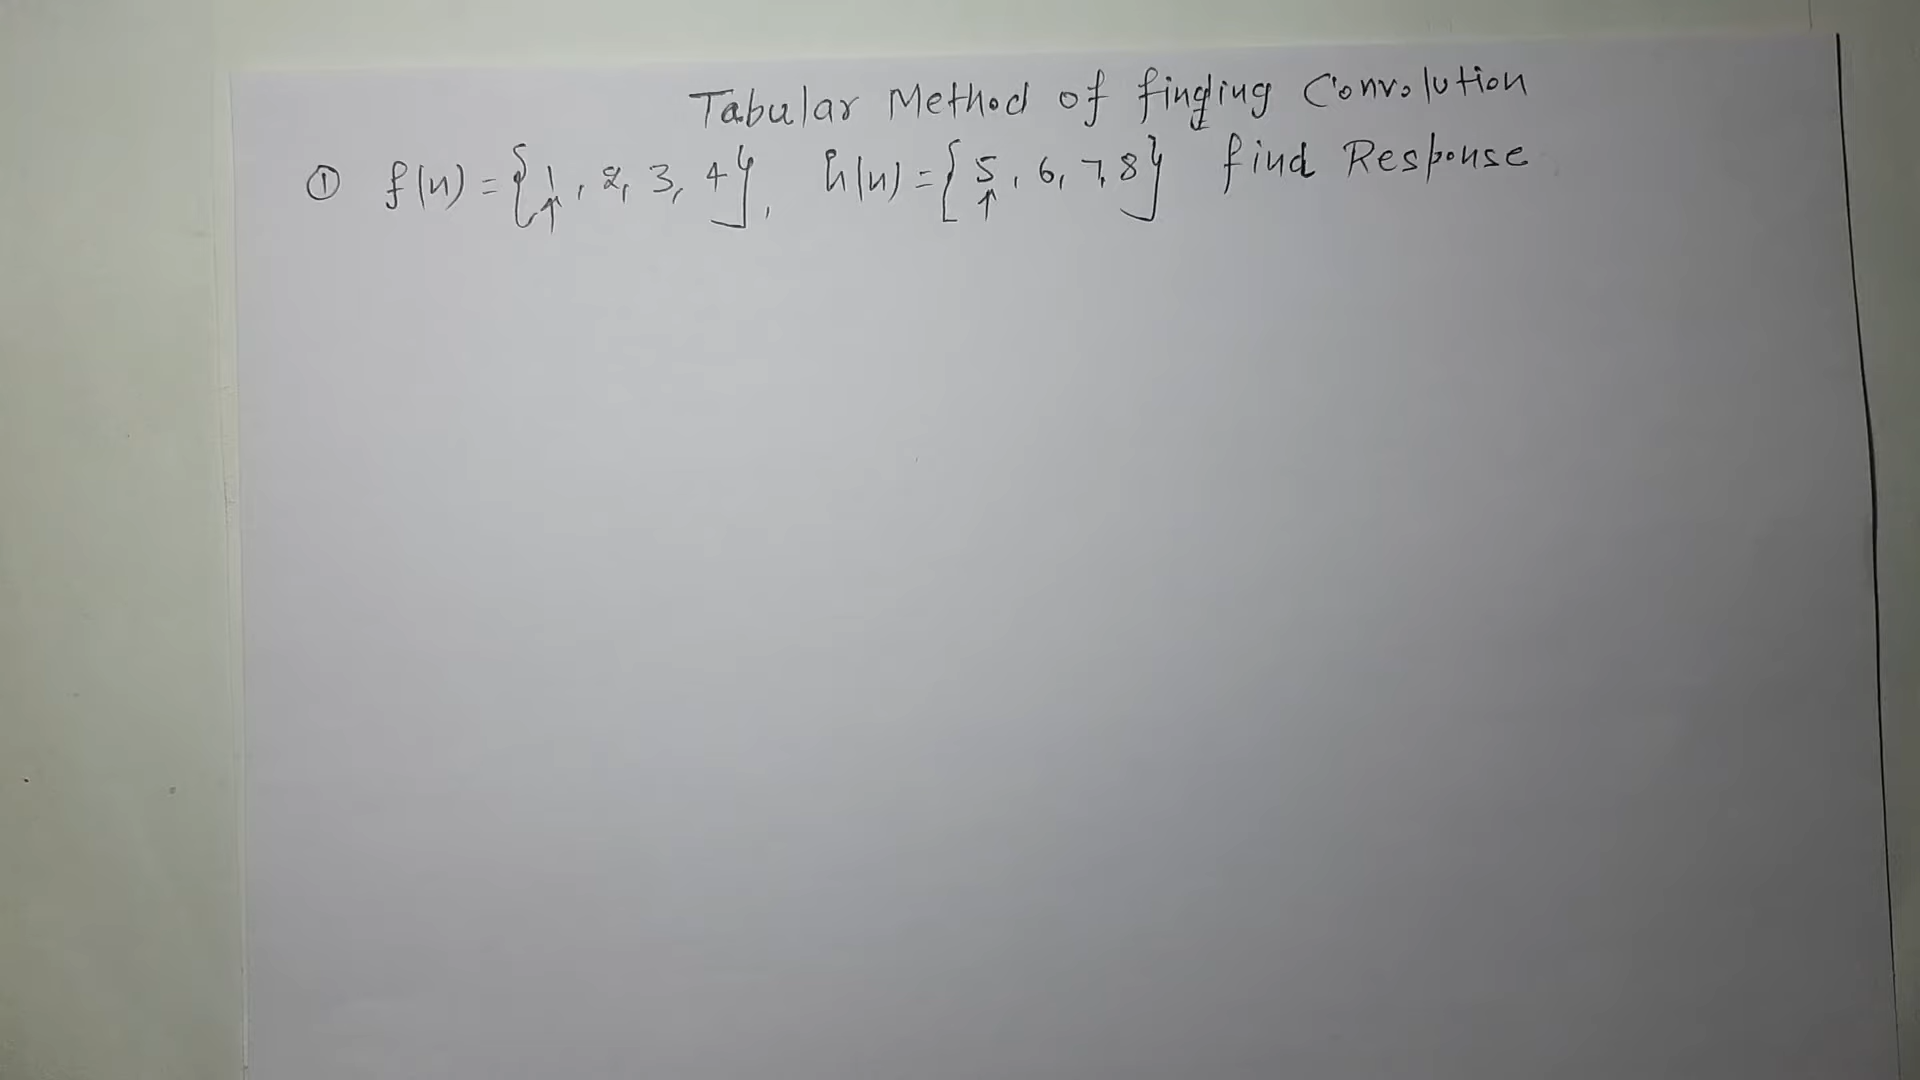 Tabular Method of finding Convolution
① f(n) = {1, 2, 3, 4}, h(n) = {5, 6, 7, 8} find Response
↑ ↑